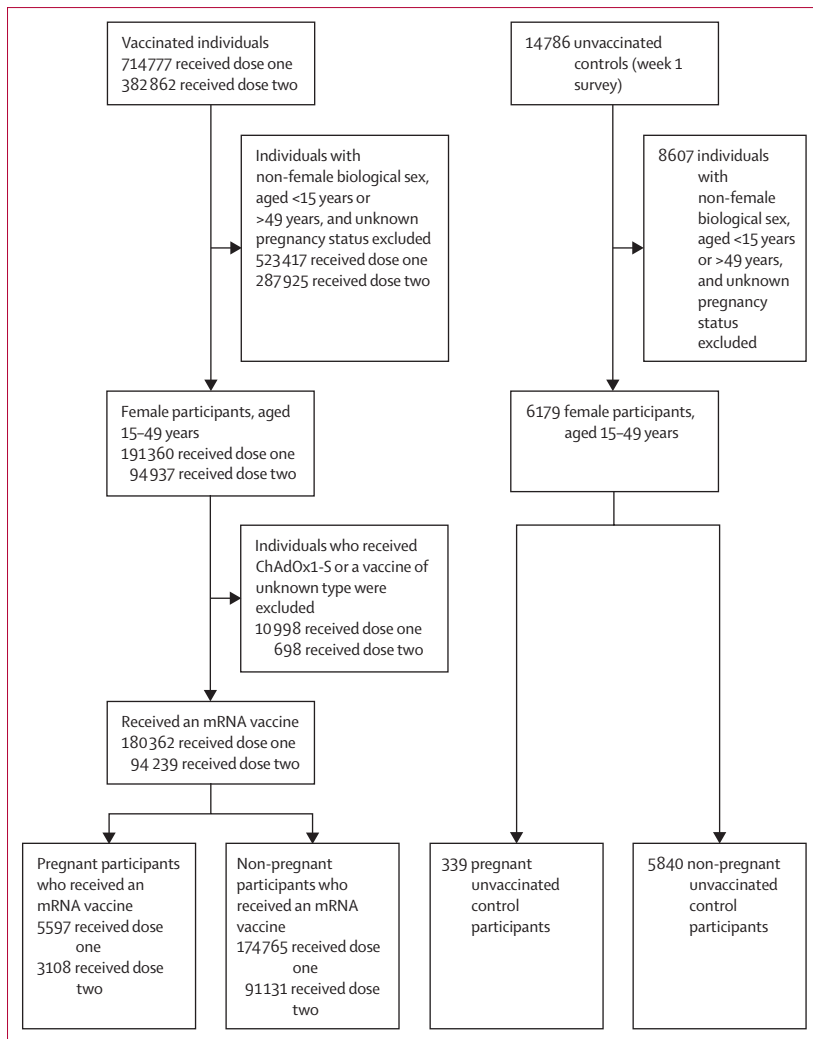 Vaccinated individuals
714777 received dose one
382862 received dose two
14786 unvaccinated
controls (week 1
survey)
Individuals with
non-female biological sex,
aged <15 years or
>49 years, and unknown
pregnancy status excluded
523417 received dose one
287925 received dose two
8607 individuals
with
non-female
biological sex,
aged <15 years
or >49 years,
and unknown
pregnancy
status
excluded
Female participants, aged
15–49 years
191360 received dose one
94937 received dose two
6179 female participants,
aged 15–49 years
Individuals who received
ChAdOx1-S or a vaccine of
unknown type were
excluded
10998 received dose one
698 received dose two
Received an mRNA vaccine
180362 received dose one
94239 received dose two
Pregnant participants
who received an
mRNA vaccine
5597 received dose
one
3108 received dose
two
Non-pregnant
participants who
received an mRNA
vaccine
174765 received dose
one
91131 received dose
two
339 pregnant
unvaccinated
control
participants
5840 non-pregnant
unvaccinated
control
participants